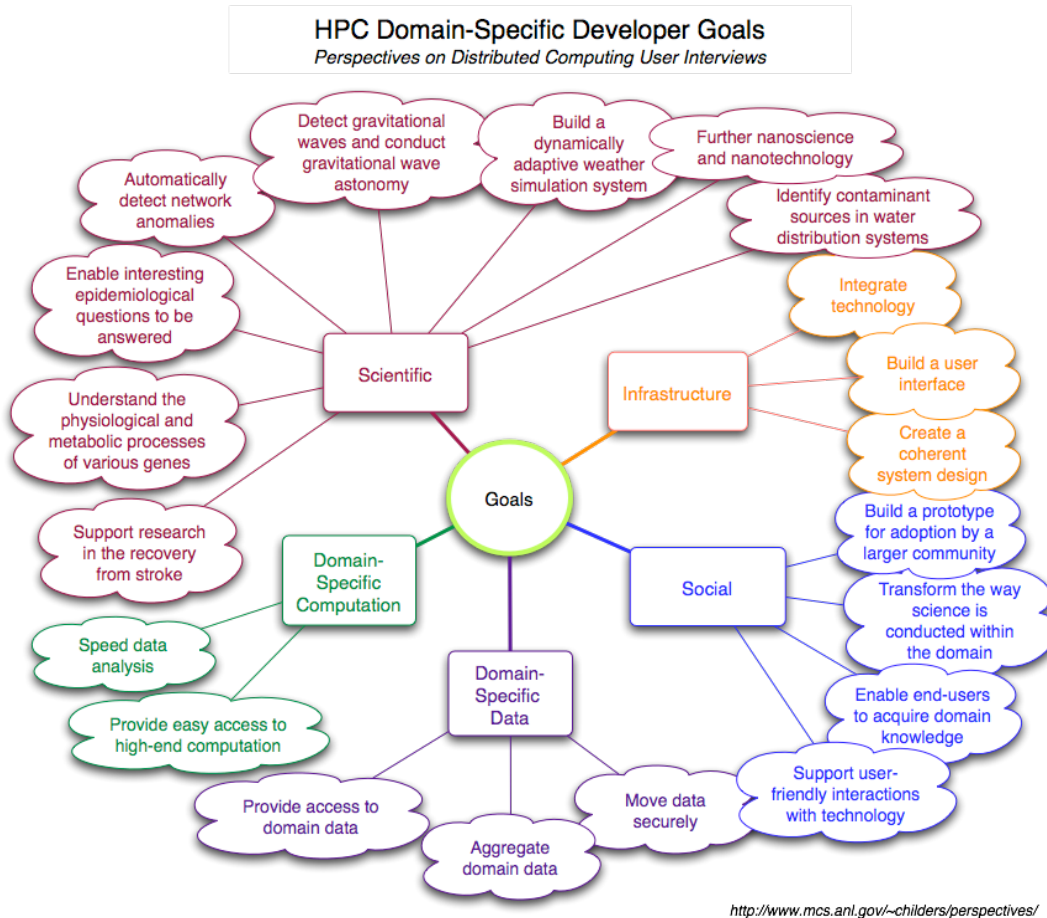 HPC Domain-Specific Developer Goals
Perspectives on Distributed Computing User Interviews
Detect gravitational
waves and conduct
gravitational wave
astonomy
Build a
dynamically
adaptive weather
simulation system
Further nanoscience
and nanotechnology
Automatically
detect network
anomalies
Identify contaminant
sources in water
distribution systems
Enable interesting
epidemiological
questions to be
answered
Integrate
technology
Scientific
Infrastructure
Build a user
interface
Understand the
physiological and
metabolic processes
of various genes
Create a
coherent
system design
Goals
Support research
in the recovery
from stroke
Domain-
Specific
Computation
Social
Build a prototype
for adoption by a
larger community
Transform the way
science is
conducted within
the domain
Speed data
analysis
Domain-
Specific
Data
Enable end-users
to acquire domain
knowledge
Provide easy access to
high-end computation
Support user-
friendly interactions
with technology
Provide access to
domain data
Move data
securely
Aggregate
domain data
http://www.mcs.anl.gov/~childers/perspectives/